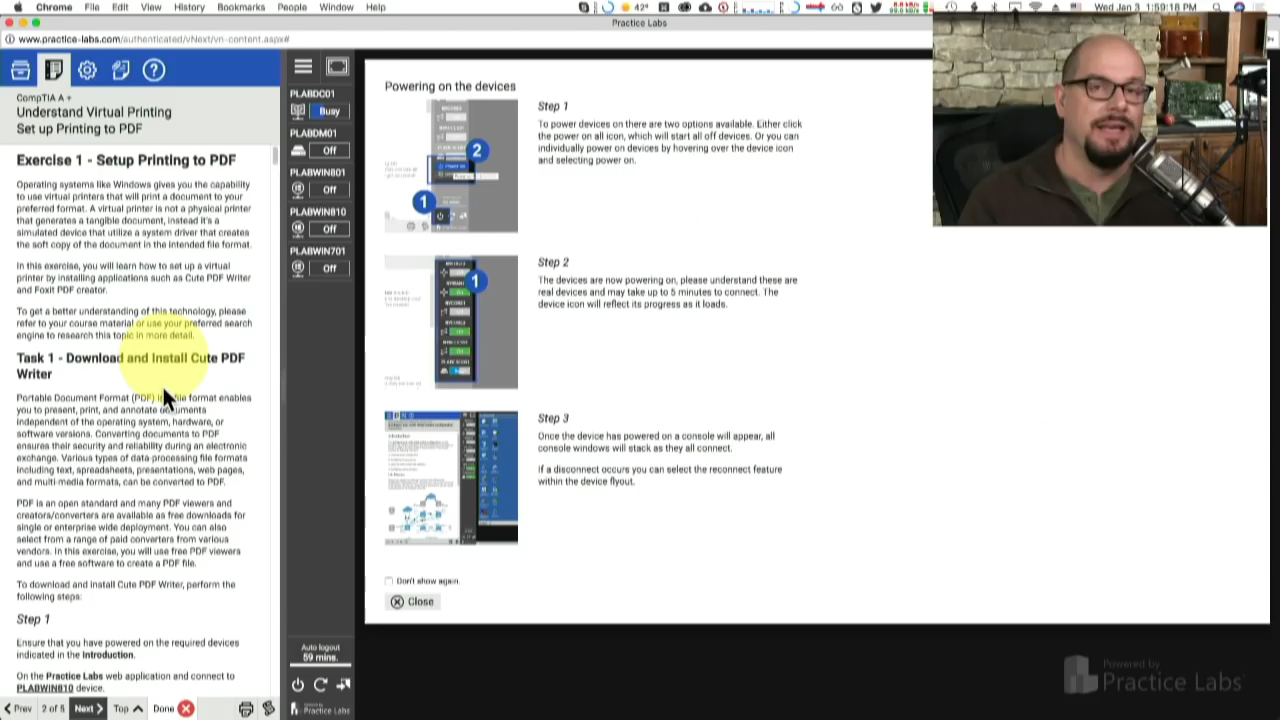 Chrome File Edit View History Bookmarks People Window Help
42°
Wed Jan 3 1:59:18 PM
Practice Labs
www.practice-labs.com/authenticated/vNext/vn-content.aspx#
CompTIA A +
Understand Virtual Printing
Set up Printing to PDF
Exercise 1 - Setup Printing to PDF
Operating systems like Windows gives you the capability
to use virtual printers that will print a document to your
preferred format. A virtual printer is not a physical printer
that generates a tangible document, instead it's a
simulated device that utilize a system driver that creates
the soft copy of the document in the intended file format.
In this exercise, you will learn how to set up a virtual
printer by installing applications such as Cute PDF Writer
and Foxit PDF creator.
To get a better understanding of this technology, please
refer to your course material or use your preferred search
engine to research this topic in more detail.
Task 1 - Download and Install Cute PDF
Writer
Portable Document Format (PDF) file format enables
you to present, print, and annotate documents
independent of the operating system, hardware, or
software versions. Converting documents to PDF
ensures their security and reliability during an electronic
exchange. Various types of data processing file formats
including text, spreadsheets, presentations, web pages,
and multi-media formats, can be converted to PDF.
PDF is an open standard and many PDF viewers and
creators/converters are available as free downloads for
single or enterprise wide deployment. You can also
select from a range of paid converters from various
vendors. In this exercise, you will use free PDF viewers
and use a free software to create a PDF file.
To download and install Cute PDF Writer, perform the
following steps:
Step 1
Ensure that you have powered on the required devices
indicated in the Introduction.
On the Practice Labs web application and connect to
PLABWIN810 device.
Prev 2 of 5 Next Top Done
PLABDC01
Busy
PLABDM01
Off
PLABWIN801
Off
PLABWIN810
Off
PLABWIN701
Off
Auto logout
59 mins.
Practice Labs
Powering on the devices
2
1
Step 1
To power devices on there are two options available. Either click
the power on all icon, which will start all off devices. Or you can
individually power on devices by hovering over the device icon
and selecting power on.
1
Step 2
The devices are now powering on, please understand these are
real devices and may take up to 5 minutes to connect. The
device icon will reflect its progress as it loads.
Step 3
Once the device has powered on a console will appear, all
console windows will stack as they all connect.
If a disconnect occurs you can select the reconnect feature
within the device flyout.
Don't show again.
Close
Powered by
Practice Labs